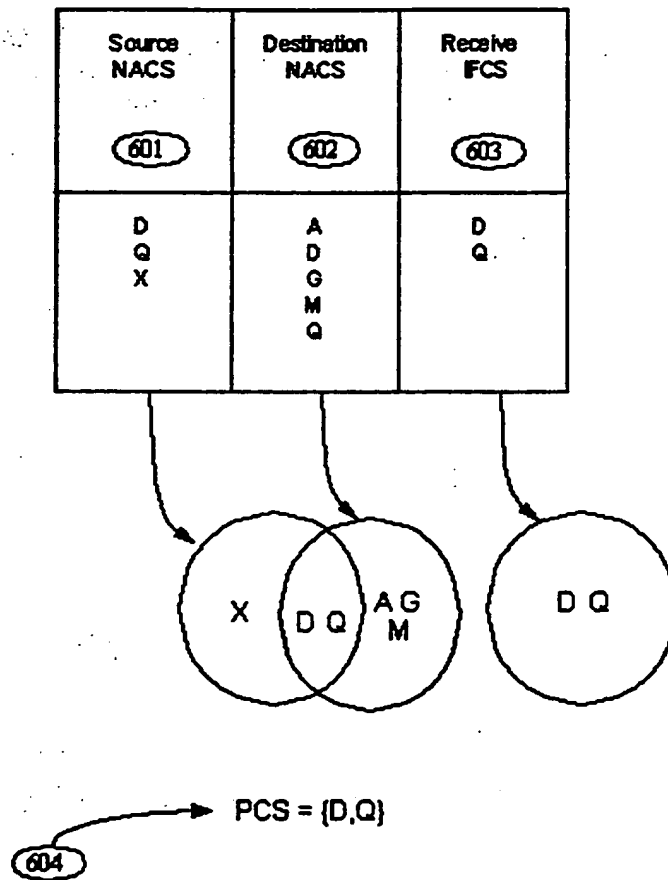 Source NACS
Destination NACS
Receive IFCS
601
602
603
D
Q
X
A
D
G
M
Q
D
Q
X
D Q
A G
M
D Q
PCS = {D,Q}
604